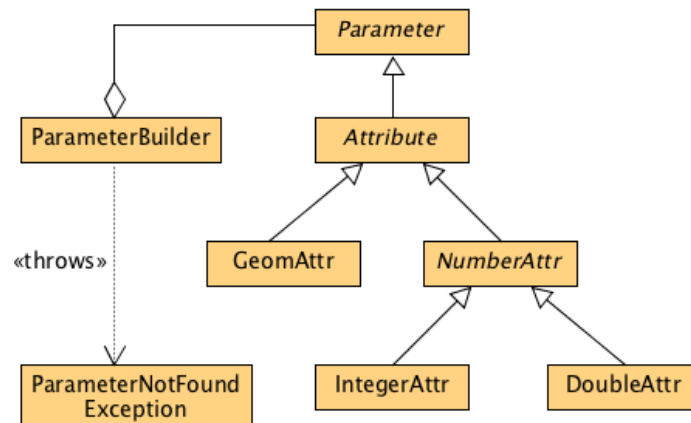 Parameter
ParameterBuilder
Attribute
«throws»
GeomAttr
NumberAttr
ParameterNotFound
Exception
IntegerAttr
DoubleAttr